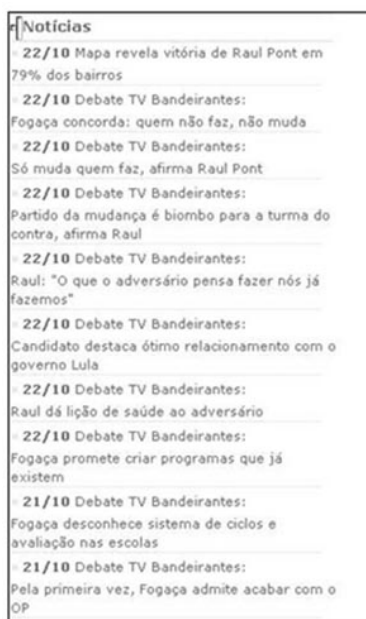 Notícias
22/10 Mapa revela vitória de Raul Pont em
79% dos bairros
22/10 Debate TV Bandeirantes:
Fogaça concorda: quem não faz, não muda
22/10 Debate TV Bandeirantes:
Só muda quem faz, afirma Raul Pont
22/10 Debate TV Bandeirantes:
Partido da mudança é biombo para a turma do
contra, afirma Raul
22/10 Debate TV Bandeirantes:
Raul: "O que o adversário pensa fazer nós já
fazemos"
22/10 Debate TV Bandeirantes:
Candidato destaca ótimo relacionamento com o
governo Lula
22/10 Debate TV Bandeirantes:
Raul dá lição de saúde ao adversário
22/10 Debate TV Bandeirantes:
Fogaça promete criar programas que já
existem
21/10 Debate TV Bandeirantes:
Fogaça desconhece sistema de ciclos e
avaliação nas escolas
21/10 Debate TV Bandeirantes:
Pela primeira vez, Fogaça admite acabar com o
OP